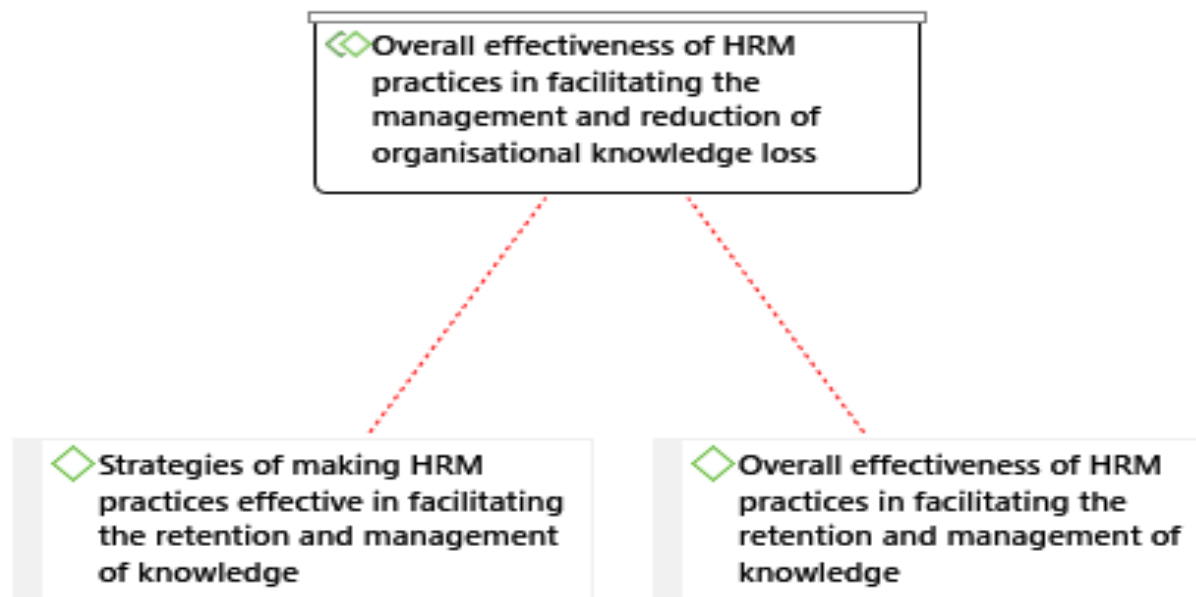 Overall effectiveness of HRM
practices in facilitating the
management and reduction of
organisational knowledge loss
Strategies of making HRM
practices effective in facilitating
the retention and management
of knowledge
Overall effectiveness of HRM
practices in facilitating the
retention and management of
knowledge